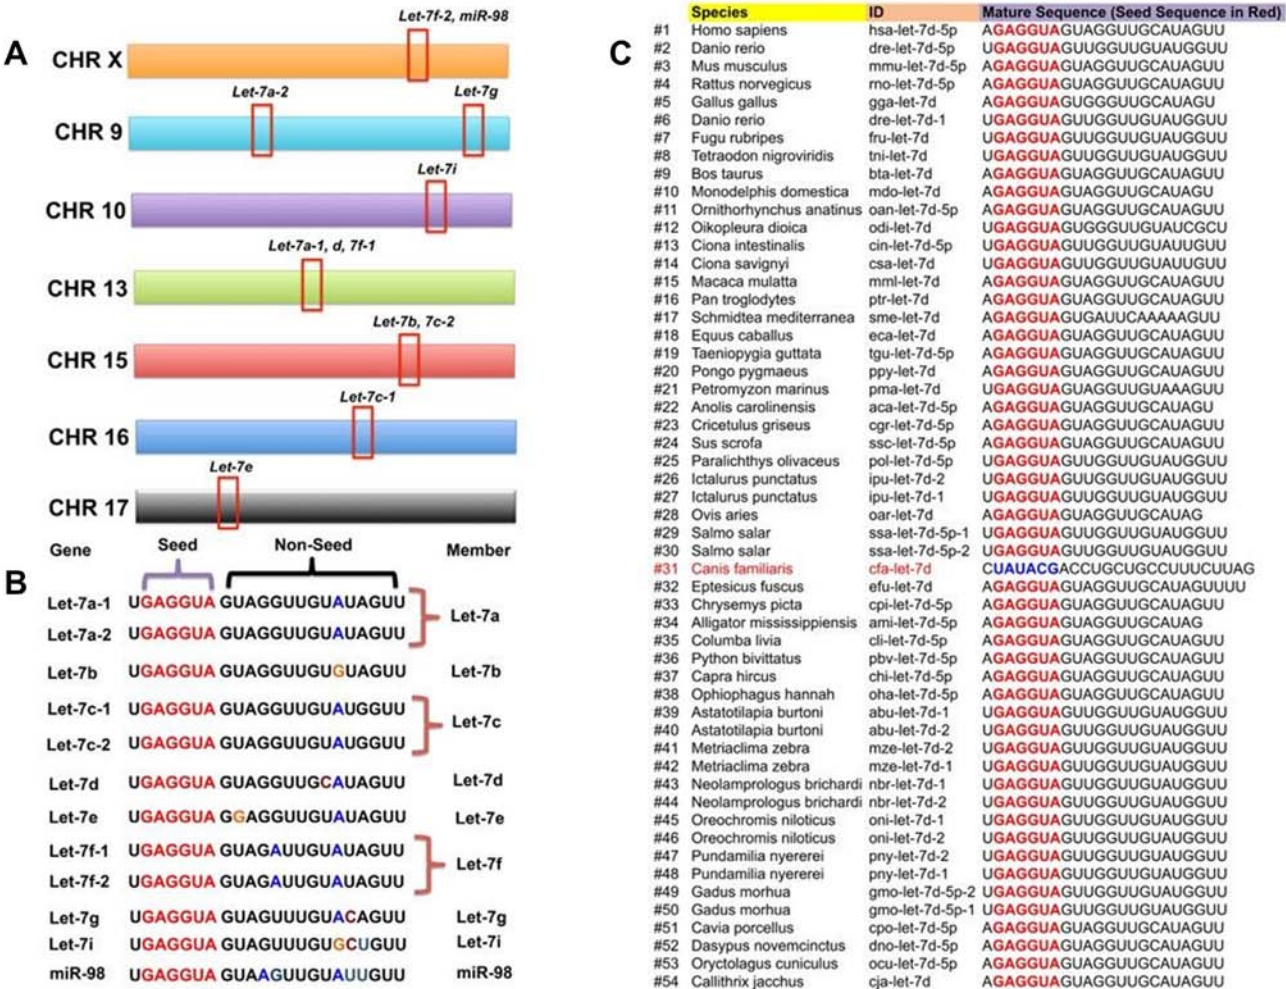 A
Let-7f-2, miR-98
CHR X
Let-7a-2 Let-7g
CHR 9
Let-7i
CHR 10
Let-7a-1, d, 7f-1
CHR 13
Let-7b, 7c-2
CHR 15
Let-7c-1
CHR 16
Let-7e
CHR 17
B
Gene Seed Non-Seed Member
Let-7a-1 UGAGGUA GUAGGUUGUAUAGUU
Let-7a
Let-7a-2 UGAGGUA GUAGGUUGUAUAGUU
Let-7b UGAGGUA GUAGGUUGUGUAGUU Let-7b
Let-7c-1 UGAGGUA GUAGGUUGUAUGGUU
Let-7c
Let-7c-2 UGAGGUA GUAGGUUGUAUGGUU
Let-7d UGAGGUA GUAGGUUGCAUAGUU Let-7d
Let-7e UGAGGUA GGAGGUUGUAUAGUU Let-7e
Let-7f-1 UGAGGUA GUAGAUUGUAUAGUU
Let-7f
Let-7f-2 UGAGGUA GUAGAUUGUAUAGUU
Let-7g UGAGGUA GUAGUUUGUACAGUU Let-7g
Let-7i UGAGGUA GUAGUUUGUGCUGUU Let-7i
miR-98 UGAGGUA GUAAGUUGUAUUGUU miR-98
C
Species ID Mature Sequence (Seed Sequence in Red)
#1 Homo sapiens hsa-let-7d-5p AGAGGUAGUAGGUUGCAUAGUU
#2 Danio rerio dre-let-7d-5p UGAGGUAGUUGGUUGUAUGGUU
#3 Mus musculus mmu-let-7d-5p AGAGGUAGUAGGUUGCAUAGUU
#4 Rattus norvegicus rno-let-7d-5p AGAGGUAGUAGGUUGCAUAGUU
#5 Gallus gallus gga-let-7d AGAGGUAGUGGGUUGCAUAGU
#6 Danio rerio dre-let-7d-1 UGAGGUAGUUGGUUGUAUGGUU
#7 Fugu rubripes fru-let-7d UGAGGUAGUUGGUUGUAUGGUU
#8 Tetraodon nigroviridis tni-let-7d UGAGGUAGUUGGUUGUAUGGUU
#9 Bos taurus bta-let-7d AGAGGUAGUAGGUUGCAUAGUU
#10 Monodelphis domestica mdo-let-7d AGAGGUAGUAGGUUGCAUAGU
#11 Ornithorhynchus anatinus oan-let-7d-5p AGAGGUAGUAGGUUGCAUAGUU
#12 Oikopleura dioica odi-let-7d UGAGGUAGUGGGUUGUAUCGCU
#13 Ciona intestinalis cin-let-7d-5p UGAGGUAGUAGGUUGUAUUGUU
#14 Ciona savignyi csa-let-7d UGAGGUAGUUGGUUGUAUUGUU
#15 Macaca mulatta mml-let-7d AGAGGUAGUAGGUUGCAUAGUU
#16 Pan troglodytes ptr-let-7d AGAGGUAGUAGGUUGCAUAGUU
#17 Schmidtea mediterranea sme-let-7d AGAGGUAGUGAUUCAAAAAGUU
#18 Equus caballus eca-let-7d AGAGGUAGUAGGUUGCAUAGUU
#19 Taeniopygia guttata tgu-let-7d-5p AGAGGUAGUAGGUUGCAUAGUU
#20 Pongo pygmaeus ppy-let-7d AGAGGUAGUAGGUUGCAUAGUU
#21 Petromyzon marinus pma-let-7d UGAGGUAGUAGGUUGUAAAGUU
#22 Anolis carolinensis aca-let-7d-5p AGAGGUAGUAGGUUGCAUAGU
#23 Cricetulus griseus cgr-let-7d-5p AGAGGUAGUAGGUUGCAUAGUU
#24 Sus scrofa ssc-let-7d-5p AGAGGUAGUAGGUUGCAUAGUU
#25 Paralichthys olivaceus pol-let-7d-5p UGAGGUAGUUGGUUGUAUGGUU
#26 Ictalurus punctatus ipu-let-7d-2 UGAGGUAGUUGGUUGUAUGGUU
#27 Ictalurus punctatus ipu-let-7d-1 UGAGGUAGUUGGUUGUAUGGUU
#28 Ovis aries oar-let-7d AGAGGUAGUAGGUUGCAUAG
#29 Salmo salar ssa-let-7d-5p-1 UGAGGUAGUUGGUUGUAUGGUU
#30 Salmo salar ssa-let-7d-5p-2 UGAGGUAGUUGGUUGUAUGGUU
#31 Canis familiaris cfa-let-7d CUAUACGACCUGCUGCCUUUCUUAG
#32 Eptesicus fuscus efu-let-7d AGAGGUAGUAGGUUGCAUAGUUUU
#33 Chrysemys picta cpi-let-7d-5p AGAGGUAGUAGGUUGCAUAGUU
#34 Alligator mississippiensis ami-let-7d-5p AGAGGUAGUAGGUUGCAUAG
#35 Columba livia cli-let-7d-5p AGAGGUAGUAGGUUGCAUAGUU
#36 Python bivittatus pbv-let-7d-5p AGAGGUAGUAGGUUGCAUAGUU
#37 Capra hircus chi-let-7d-5p AGAGGUAGUAGGUUGCAUAGUU
#38 Ophiophagus hannah oha-let-7d-5p AGAGGUAGUAGGUUGCAUAGUU
#39 Astatotilapia burtoni abu-let-7d-1 UGAGGUAGUUGGUUGUAUGGUU
#40 Astatotilapia burtoni abu-let-7d-2 UGAGGUAGUUGGUUGUAUGGUU
#41 Metriaclima zebra mze-let-7d-2 UGAGGUAGUUGGUUGUAUGGUU
#42 Metriaclima zebra mze-let-7d-1 UGAGGUAGUUGGUUGUAUGGUU
#43 Neolamprologus brichardi nbr-let-7d-1 UGAGGUAGUUGGUUGUAUGGUU
#44 Neolamprologus brichardi nbr-let-7d-2 UGAGGUAGUUGGUUGUAUGGUU
#45 Oreochromis niloticus oni-let-7d-1 UGAGGUAGUUGGUUGUAUGGUU
#46 Oreochromis niloticus oni-let-7d-2 UGAGGUAGUUGGUUGUAUGGUU
#47 Pundamilia nyererei pny-let-7d-2 UGAGGUAGUUGGUUGUAUGGUU
#48 Pundamilia nyererei pny-let-7d-1 UGAGGUAGUUGGUUGUAUGGUU
#49 Gadus morhua gmo-let-7d-5p-2 UGAGGUAGUUGGUUGUAUGGUU
#50 Gadus morhua gmo-let-7d-5p-1 UGAGGUAGUUGGUUGUAUGGUU
#51 Cavia porcellus cpo-let-7d-5p AGAGGUAGUAGGUUGCAUAGUU
#52 Dasypus novemcinctus dno-let-7d-5p AGAGGUAGUAGGUUGCAUAGUU
#53 Oryctolagus cuniculus ocu-let-7d-5p AGAGGUAGUAGGUUGCAUAGUU
#54 Callithrix jacchus cja-let-7d AGAGGUAGUAGGUUGCAUAGUU